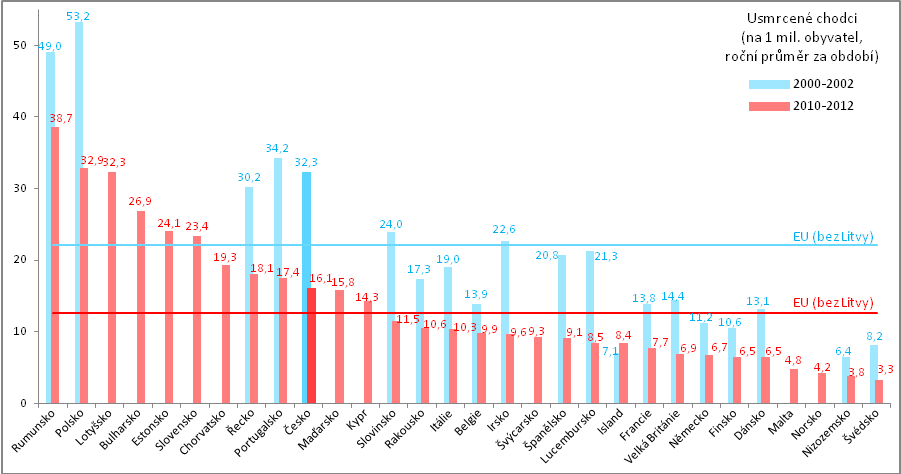 Usmrcené chodci
(na 1 mil. obyvatel,
roční průměr za období)
2000-2002
2010-2012
50
40
30
20
10
0
49,0
38,7
53,2
32,9
32,3
26,9
24,1
23,4
19,3
30,2
18,1
34,2
17,4
32,3
16,1
15,8
14,3
24,0
11,5
17,3
10,6
19,0
10,3
13,9
9,9
22,6
9,6
9,3
20,8
9,1
21,3
8,5
7,1
8,4
13,8
7,7
14,4
6,9
11,2
6,7
10,6
6,5
13,1
6,5
4,8
4,2
6,4
3,8
8,2
3,3
EU (bez Litvy)
EU (bez Litvy)
Rumunsko
Polsko
Lotyšsko
Bulharsko
Estonsko
Slovensko
Chorvatsko
Řecko
Portugalsko
Česko
Maďarsko
Kypr
Slovinsko
Rakousko
Itálie
Belgie
Irsko
Švýcarsko
Španělsko
Lucembursko
Island
Francie
Velká Británie
Německo
Finsko
Dánsko
Malta
Norsko
Nizozemsko
Švédsko